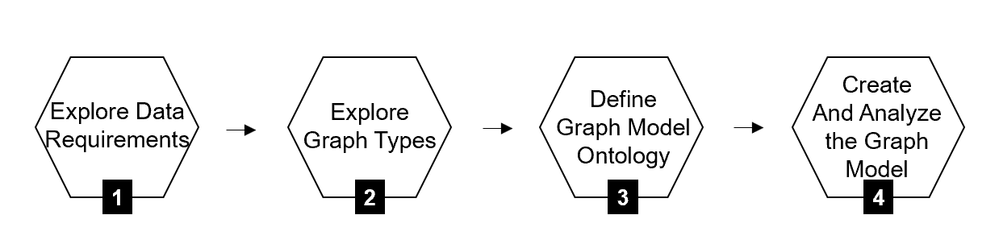 Explore Data
Requirements
1
Explore
Graph Types
2
Define
Graph Model
Ontology
3
Create
And Analyze
the Graph
Model
4